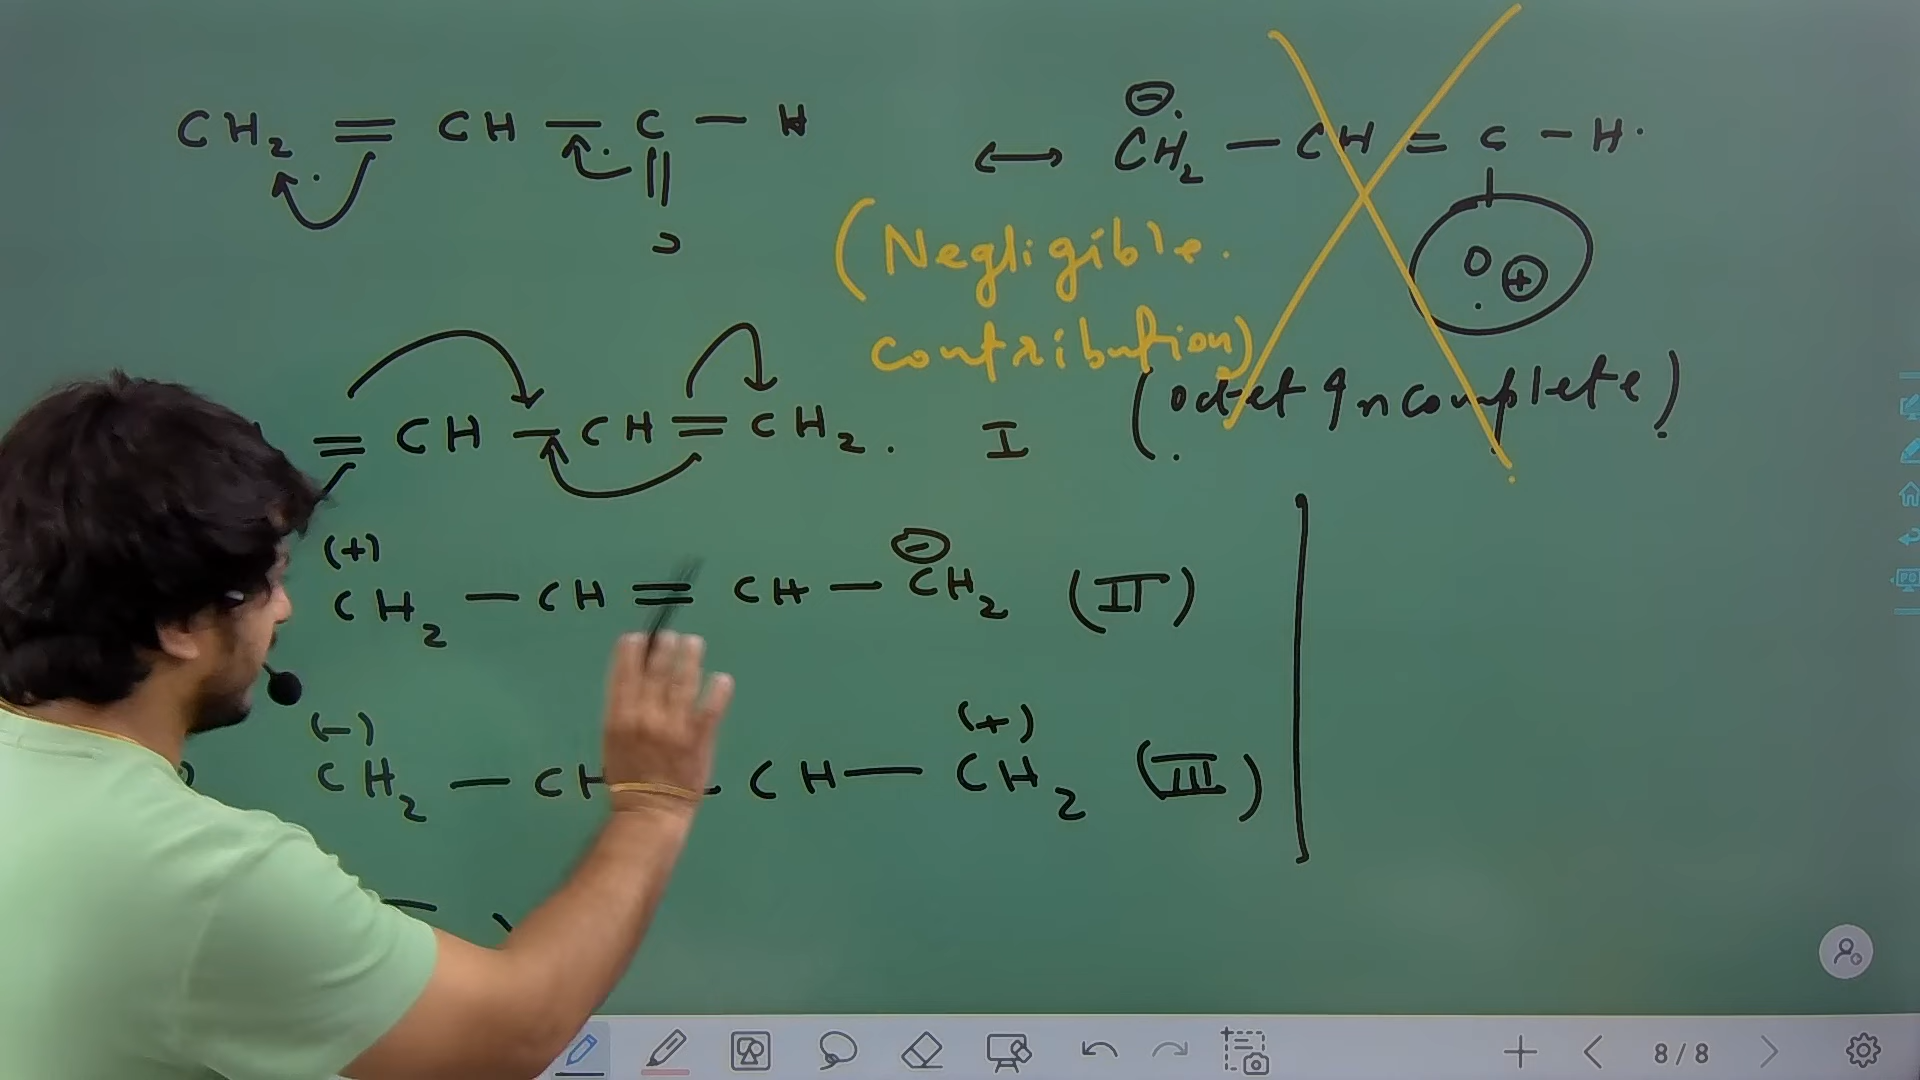 CH2 = CH - C - H
O
⊖
↔ CH2 - CH = C - H
O ⊕
(Negligible
contribution)
(octet Incomplete)
= CH - CH = CH2. I
(+) ⊖
CH2 - CH = CH - CH2 (II)
(-) (+)
CH2 - CH CH - CH2 (III)
8 / 8